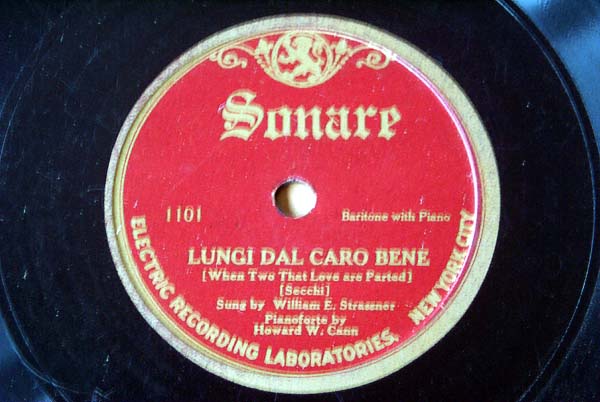 Sonare
1101 Baritone with Piano
LUNGI DAL CARO BENE
[When Two That Love are Parted]
[Secchi]
Sung by William E. Strassner
Pianoforte by
Howard W. Cann
ELECTRIC RECORDING LABORATORIES, NEW YORK CITY